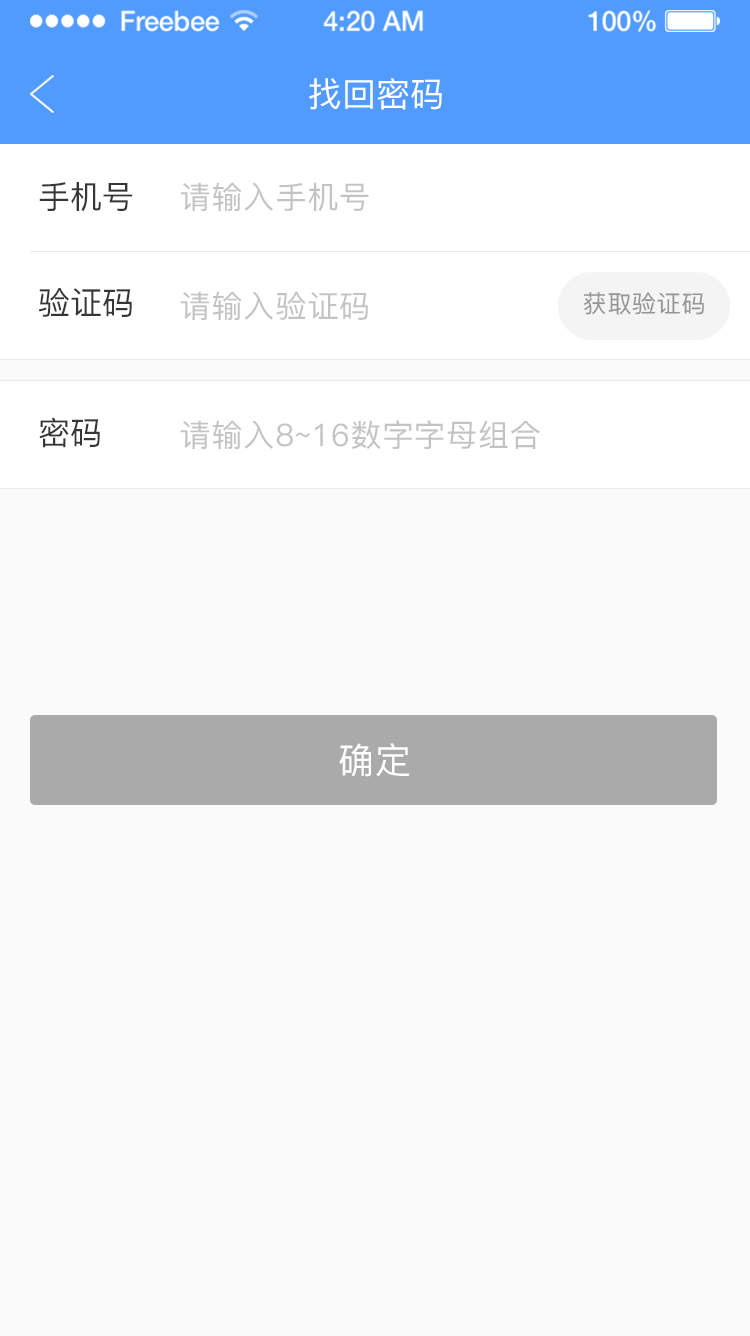 Freebee 4:20 AM 100%
找回密码
手机号 请输入手机号
验证码 请输入验证码 获取验证码
密码 请输入8~16数字字母组合
确定